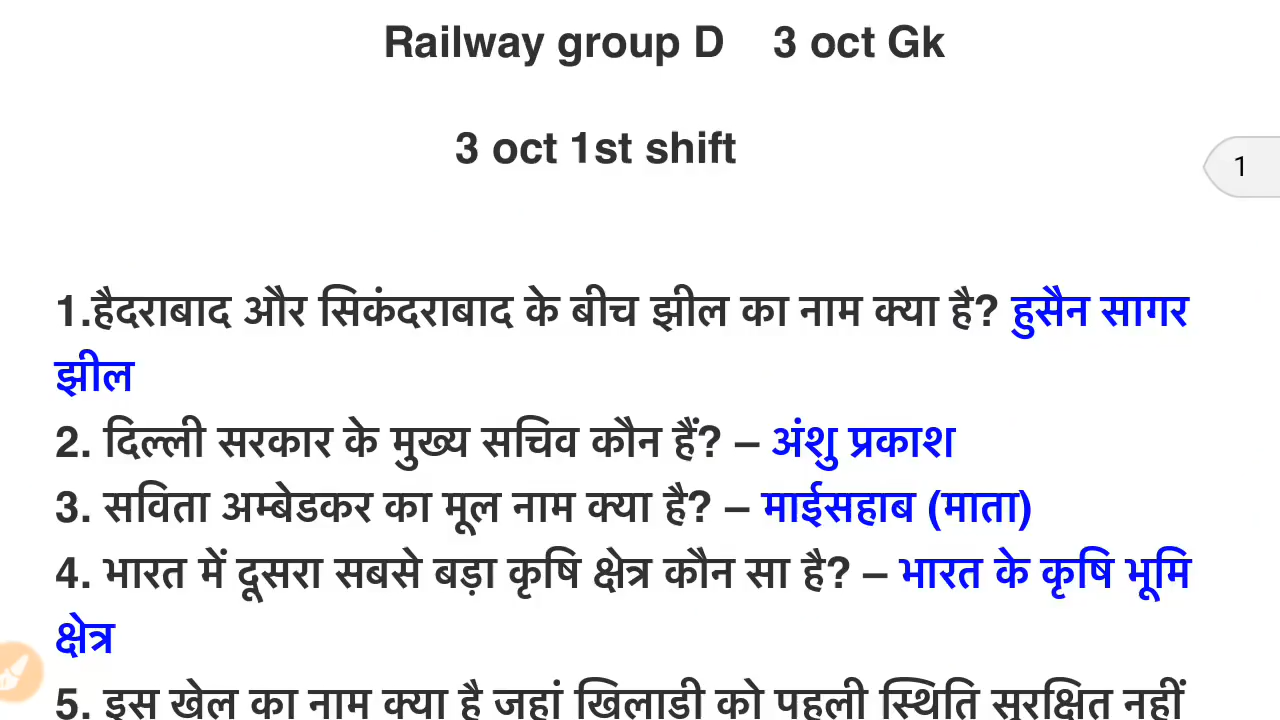 Railway group D 3 oct Gk
3 oct 1st shift
1
1.हैदराबाद और सिकंदराबाद के बीच झील का नाम क्या है? हुसैन सागर
झील
2. दिल्ली सरकार के मुख्य सचिव कौन हैं? – अंशु प्रकाश
3. सविता अम्बेडकर का मूल नाम क्या है? – माईसहाब (माता)
4. भारत में दूसरा सबसे बड़ा कृषि क्षेत्र कौन सा है? – भारत के कृषि भूमि
क्षेत्र
5. इस खेल का नाम क्या है जहां खिलाड़ी को पहली स्थिति सुरक्षित नहीं